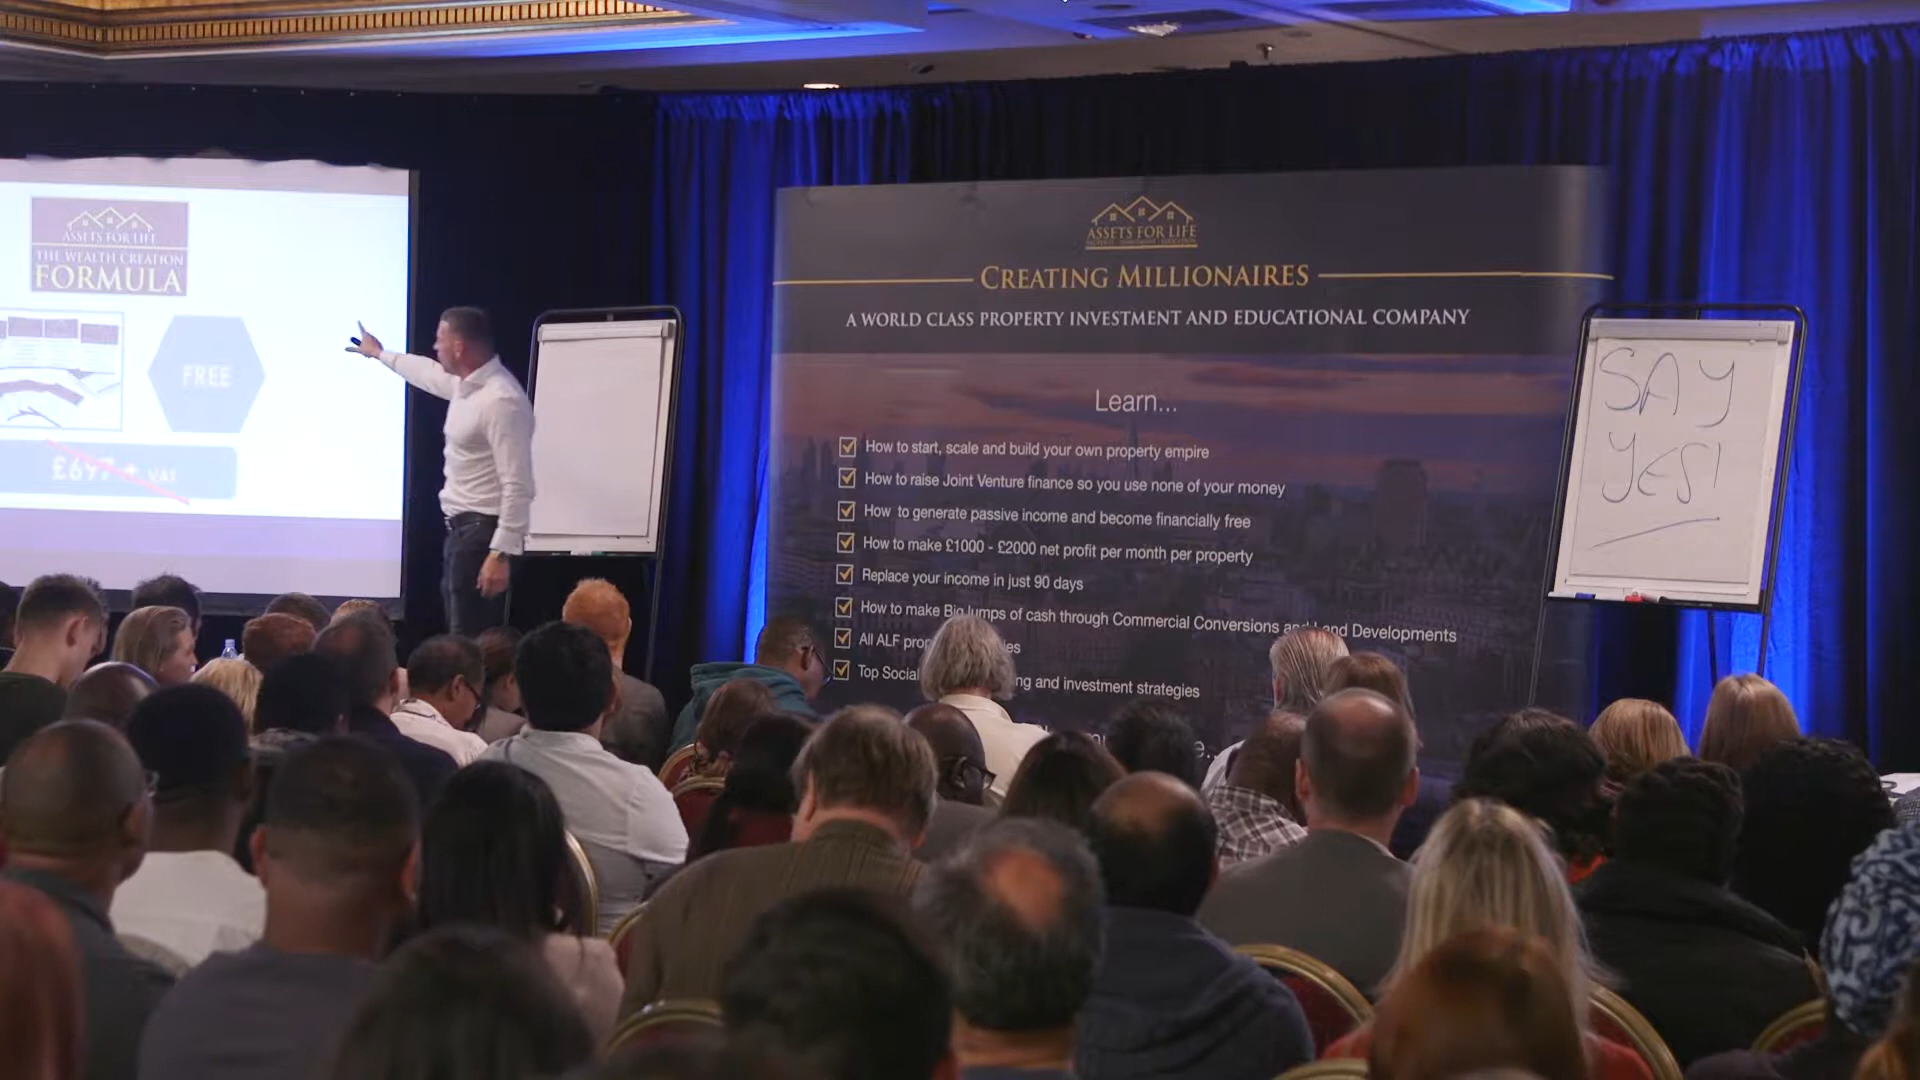 ASSETS FOR LIFE
THE WEALTH CREATION
FORMULA
FREE
£697 + VAT
ASSETS FOR LIFE
CREATING MILLIONAIRES
A WORLD CLASS PROPERTY INVESTMENT AND EDUCATIONAL COMPANY
Learn...
How to start, scale and build your own property empire
How to raise Joint Venture finance so you use none of your money
How to generate passive income and become financially free
How to make £1000 - £2000 net profit per month per property
Replace your income in just 90 days
How to make Big lumps of cash through Commercial Conversions and Land Developments
All ALF
Top Social
and investment strategies
SAY
YES!